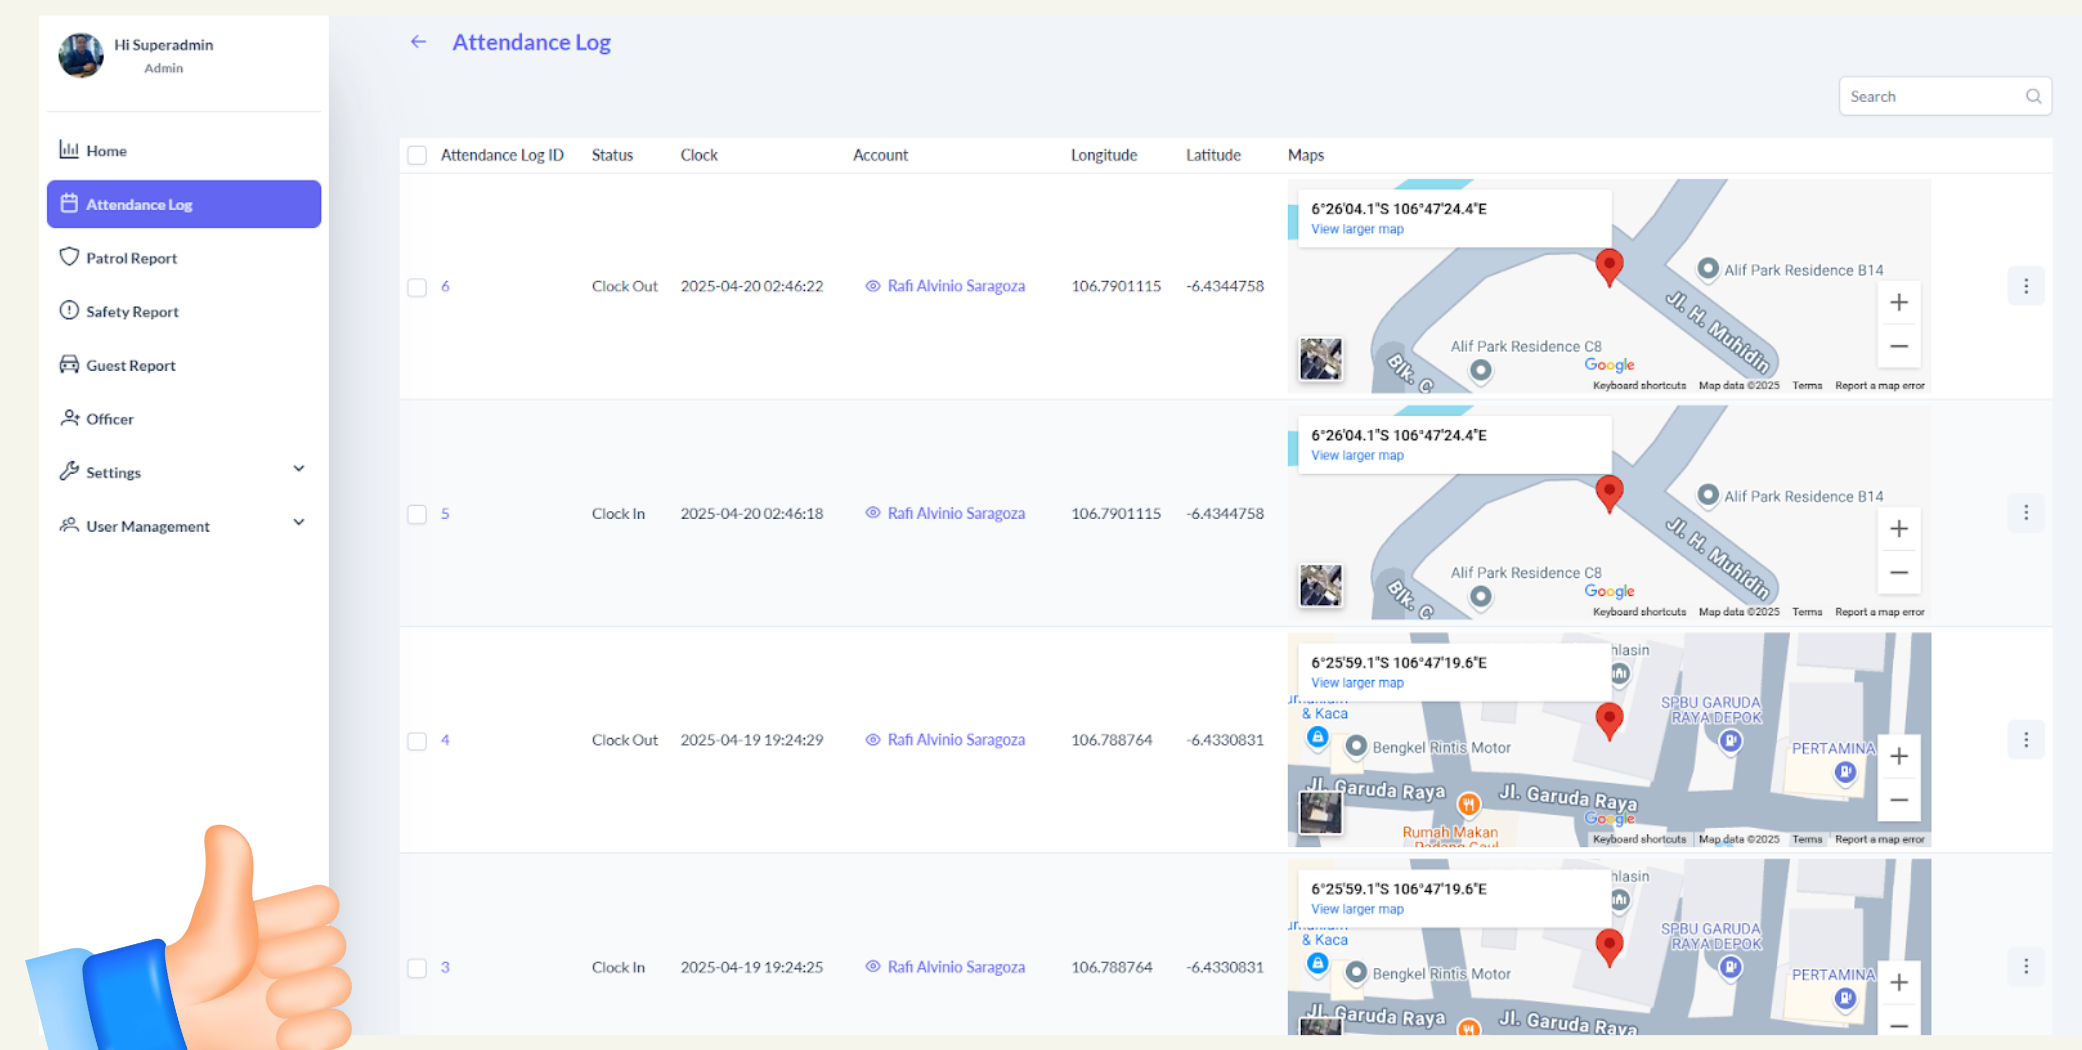 Hi Superadmin
Admin
Home
Attendance Log
Patrol Report
Safety Report
Guest Report
Officer
Settings
User Management
← Attendance Log
Search
Attendance Log ID Status Clock Account Longitude Latitude Maps
6 Clock Out 2025-04-20 02:46:22 Rafi Alvinio Saragoza 106.7901115 -6.4344758
6°26'04.1"S 106°47'24.4"E
View larger map
Alif Park Residence B14
Jl. H. Muhidin
Alif Park Residence C8
Blk. C
Google
Keyboard shortcuts Map data ©2025 Terms Report a map error
5 Clock In 2025-04-20 02:46:18 Rafi Alvinio Saragoza 106.7901115 -6.4344758
6°26'04.1"S 106°47'24.4"E
View larger map
Alif Park Residence B14
Jl. H. Muhidin
Alif Park Residence C8
Blk. C
Google
Keyboard shortcuts Map data ©2025 Terms Report a map error
4 Clock Out 2025-04-19 19:24:29 Rafi Alvinio Saragoza 106.788764 -6.4330831
6°25'59.1"S 106°47'19.6"E
View larger map
hlasin
SPBU GARUDA
RAYA DEPOK
& Kaca
Bengkel Rintis Motor
PERTAMINA
Jl. Garuda Raya Jl. Garuda Raya
Google
Rumah Makan
Keyboard shortcuts Map data ©2025 Terms Report a map error
3 Clock In 2025-04-19 19:24:25 Rafi Alvinio Saragoza 106.788764 -6.4330831
6°25'59.1"S 106°47'19.6"E
View larger map
hlasin
SPBU GARUDA
RAYA DEPOK
& Kaca
Bengkel Rintis Motor
PERTAMINA
Jl. Garuda Raya Jl. Garuda Raya